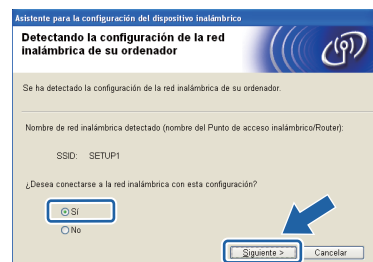 Asistente para la configuración del dispositivo inalámbrico
Detectando la configuración de la red
inalámbrica de su ordenador
Se ha detectado la configuración de la red inalámbrica de su ordenador.
Nombre de red inalámbrica detectado (nombre del Punto de acceso inalámbrico/Router):
SSID: SETUP1
¿Desea conectarse a la red inalámbrica con esta configuración?
Sí
No
Siguiente >
Cancelar